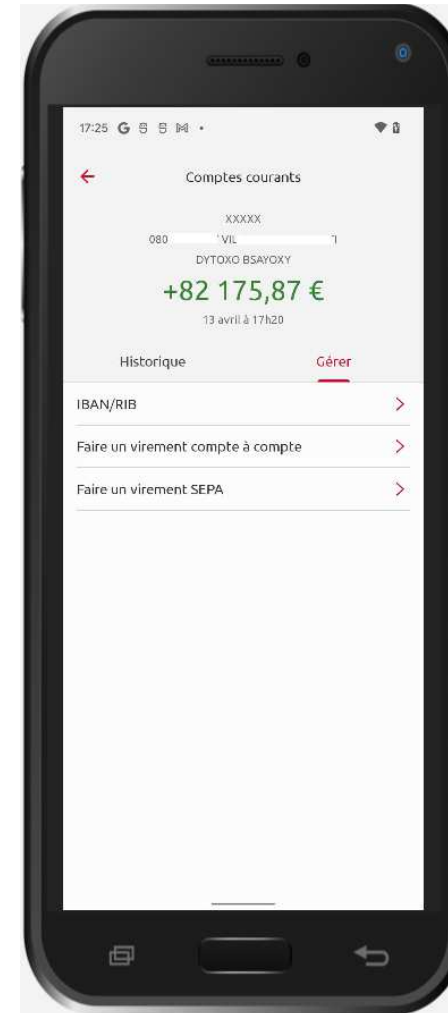 17:25 G
Comptes courants
XXXXX
080 VIL
DYTOXO BSAYOXY
+82 175,87 €
13 avril à 17h20
Historique Gérer
IBAN/RIB
Faire un virement compte à compte
Faire un virement SEPA